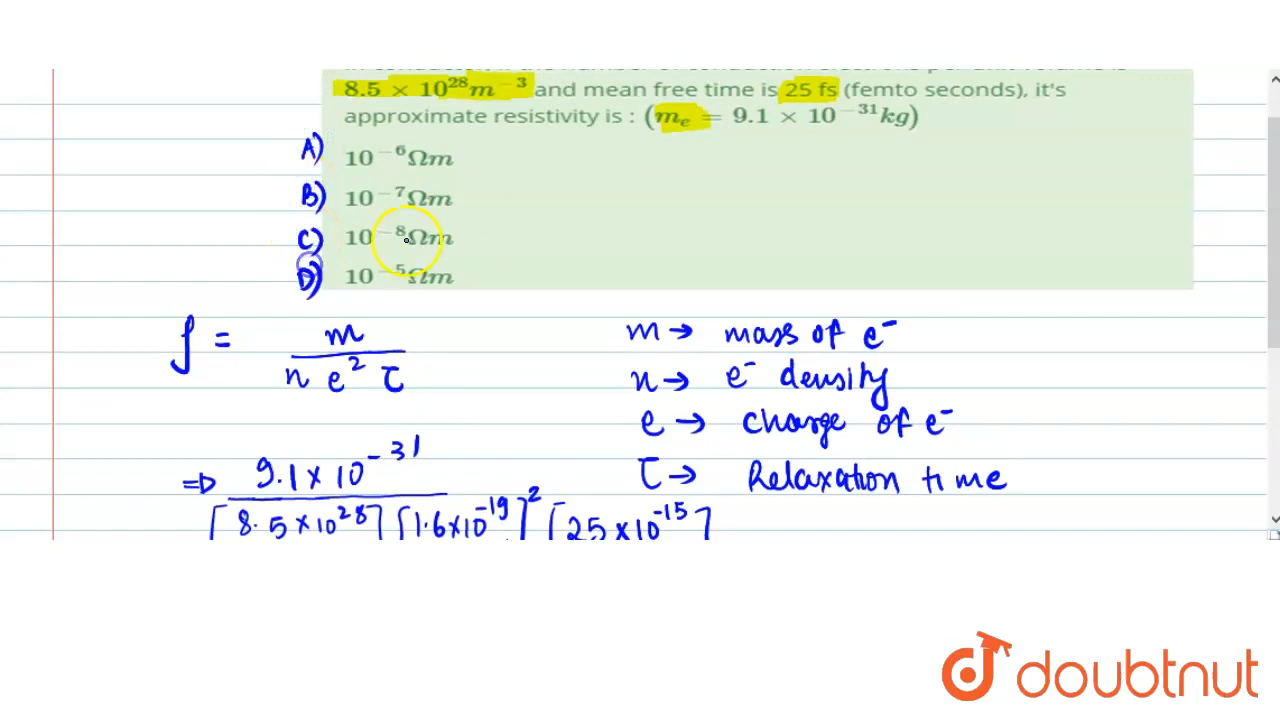 8.5 × 10²⁸m⁻³ and mean free time is 25 fs (femto seconds), it's
approximate resistivity is : (mₑ = 9.1 × 10⁻³¹kg)
A) 10⁻⁶Ωm
B) 10⁻⁷Ωm
C) 10⁻⁸Ωm
D) 10⁻⁵Ωm
ρ = m / n e² τ
m → mass of e⁻
n → e⁻ density
e → charge of e⁻
τ → Relaxation time
⇒ 9.1 × 10⁻³¹ / [8.5 × 10²⁸] [1.6 × 10⁻¹⁹]² [25 × 10⁻¹⁵]
doubtnut